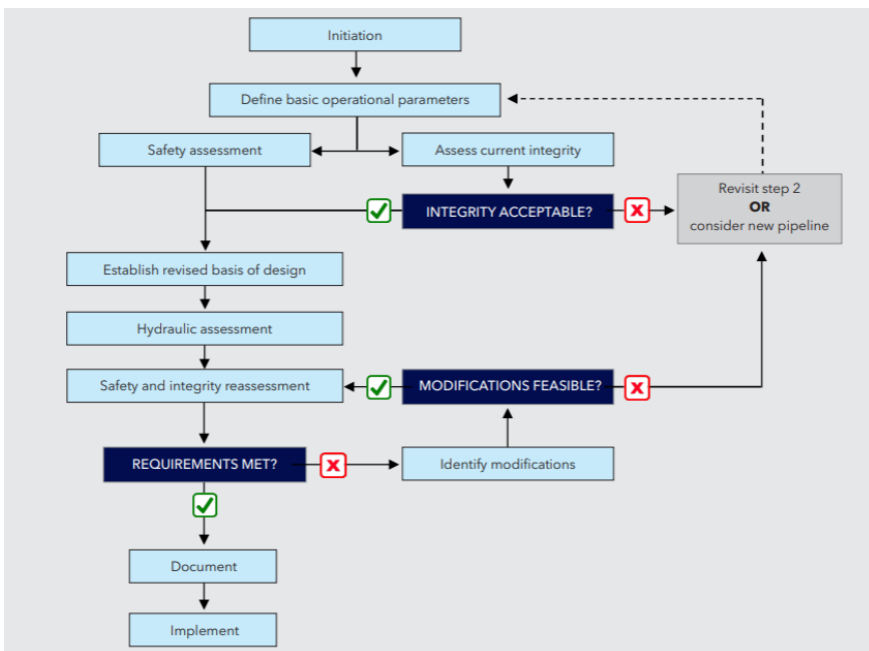 Initiation
Define basic operational parameters
Safety assessment
Assess current integrity
INTEGRITY ACCEPTABLE?
Revisit step 2
OR
consider new pipeline
Establish revised basis of design
Hydraulic assessment
Safety and integrity reassessment
MODIFICATIONS FEASIBLE?
REQUIREMENTS MET?
Identify modifications
Document
Implement